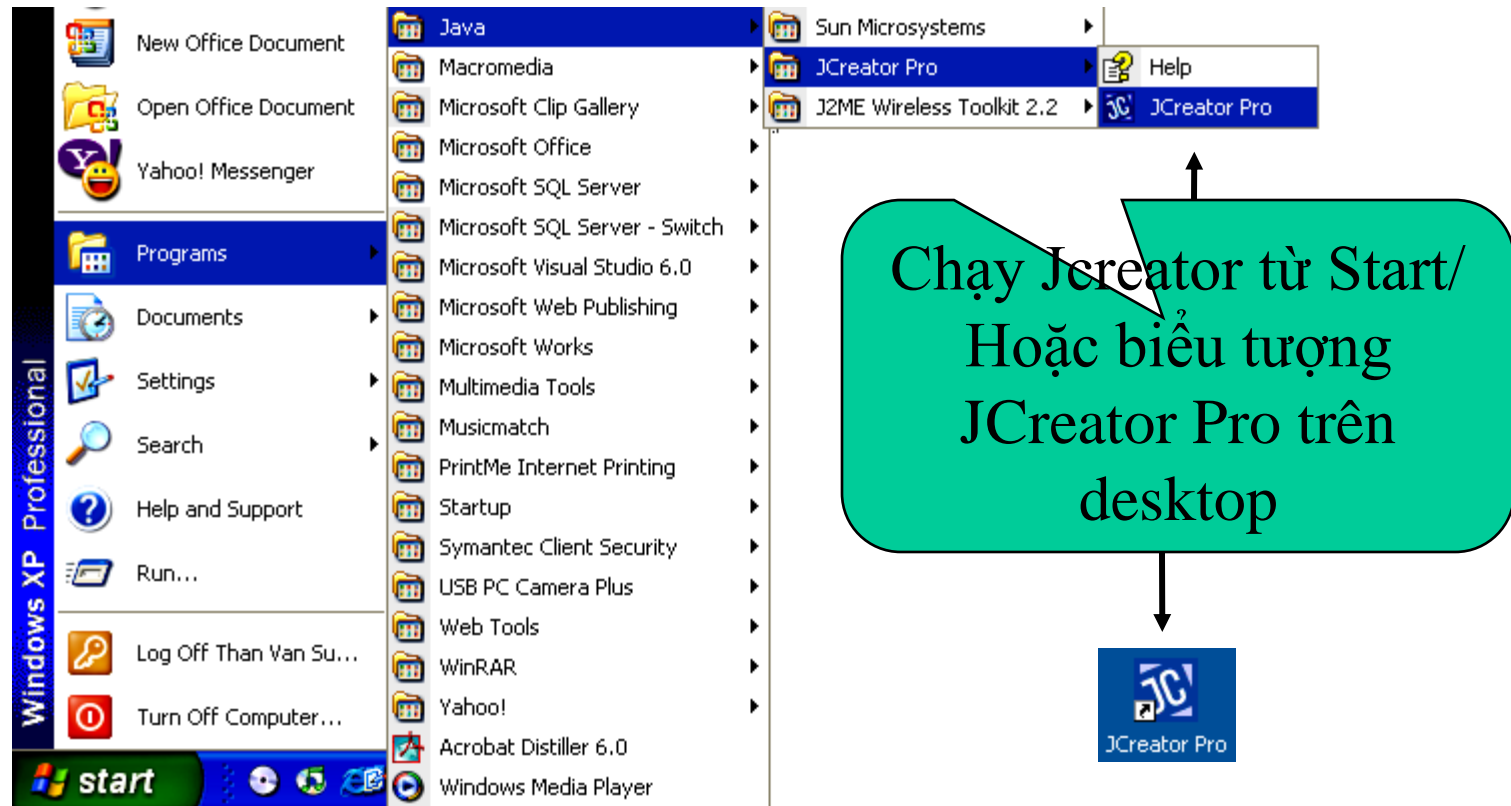 New Office Document
Open Office Document
Yahoo! Messenger
Programs
Documents
Settings
Search
Help and Support
Run...
Log Off Than Van Su...
Turn Off Computer...
Windows XP Professional
start
Java
Macromedia
Microsoft Clip Gallery
Microsoft Office
Microsoft SQL Server
Microsoft SQL Server - Switch
Microsoft Visual Studio 6.0
Microsoft Web Publishing
Microsoft Works
Multimedia Tools
Musicmatch
PrintMe Internet Printing
Startup
Symantec Client Security
USB PC Camera Plus
Web Tools
WinRAR
Yahoo!
Acrobat Distiller 6.0
Windows Media Player
Sun Microsystems
JCreator Pro
J2ME Wireless Toolkit 2.2
Help
JCreator Pro
Chạy Jcreator từ Start/
Hoặc biểu tượng
JCreator Pro trên
desktop
JC
JCreator Pro